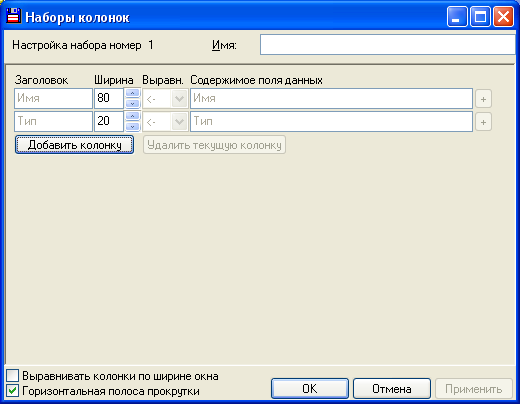 Наборы колонок
Настройка набора номер 1 Имя:
Заголовок Ширина Выравн. Содержимое поля данных
Имя 80 <- Имя +
Тип 20 <- Тип +
Добавить колонку Удалить текущую колонку
Выравнивать колонки по ширине окна
Горизонтальная полоса прокрутки
OK Отмена Применить